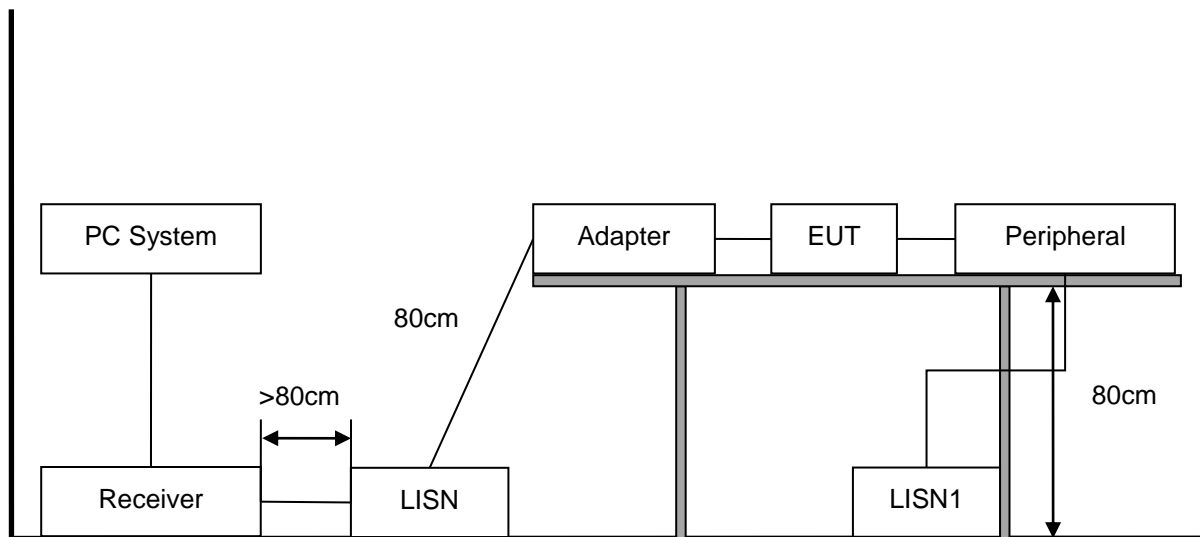 PC System
Adapter
EUT
Peripheral
80cm
>80cm
80cm
Receiver
LISN
LISN1